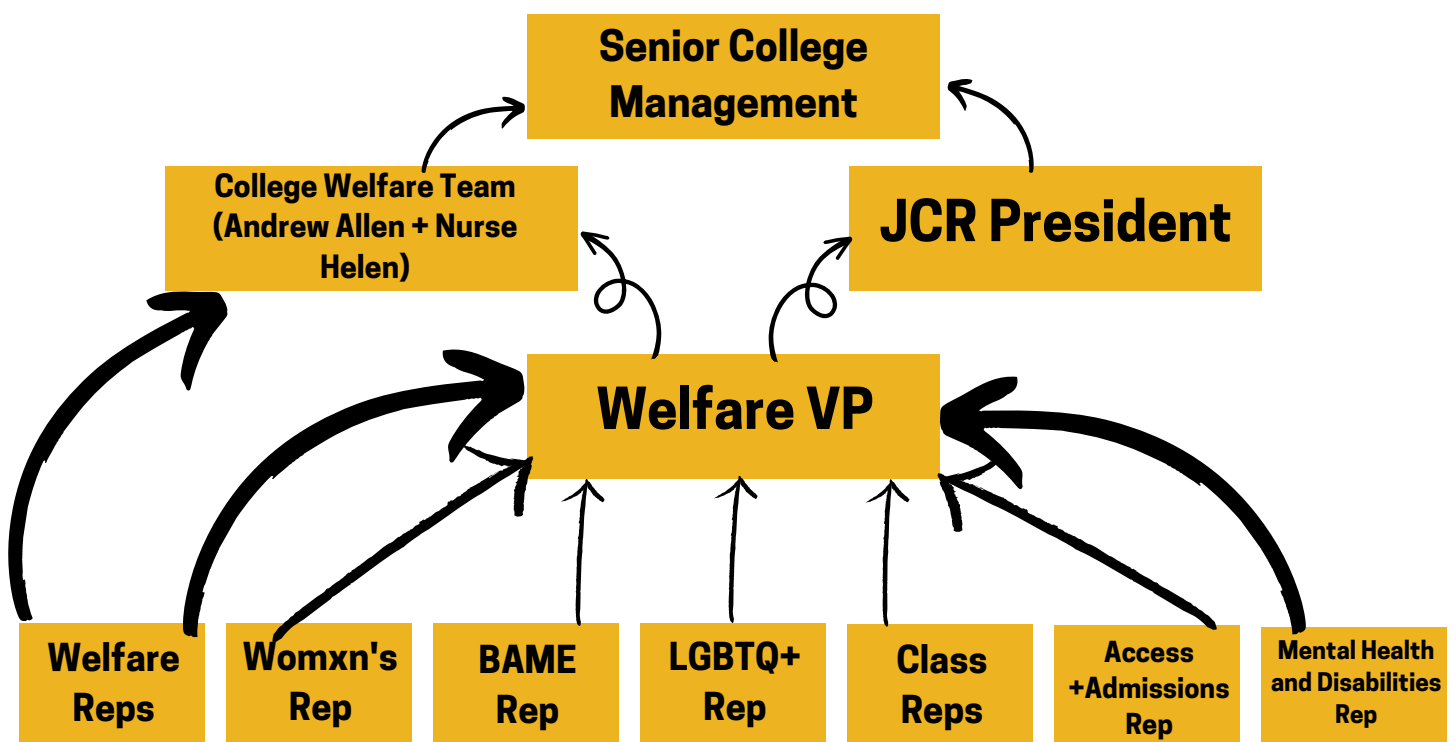 Senior College
Management
College Welfare Team
(Andrew Allen + Nurse
Helen)
JCR President
Welfare VP
Welfare
Reps
Womxn's
Rep
BAME
Rep
LGBTQ+
Rep
Class
Reps
Access
+Admissions
Rep
Mental Health
and Disabilities
Rep